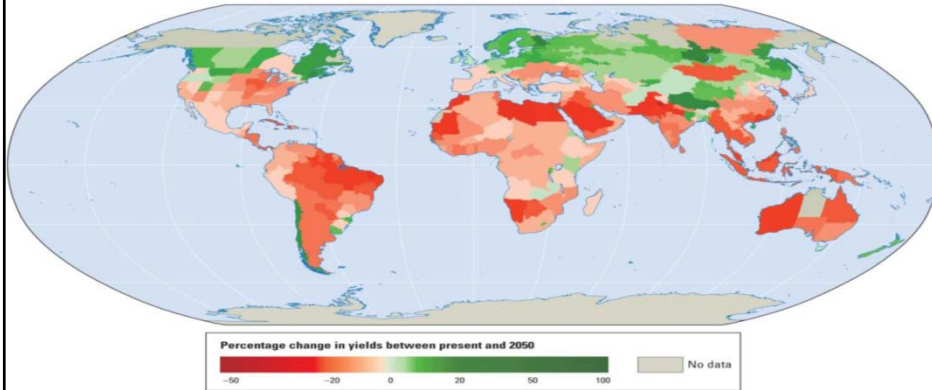 Percentage change in yields between present and 2050
No data
−50 −20 0 20 50 100